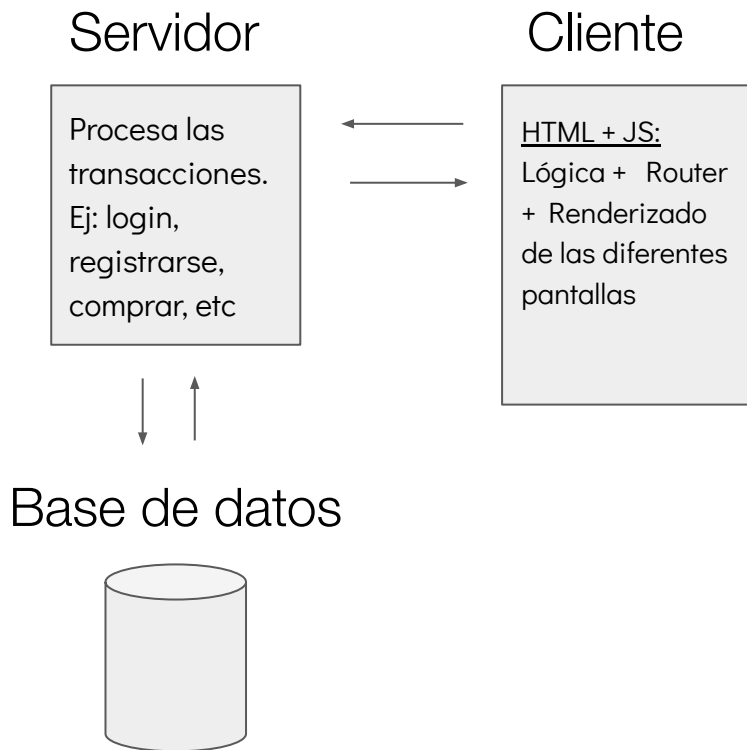 Servidor
Procesa las
transacciones.
Ej: login,
registrarse,
comprar, etc
Cliente
HTML + JS:
Lógica + Router
+ Renderizado
de las diferentes
pantallas
Base de datos